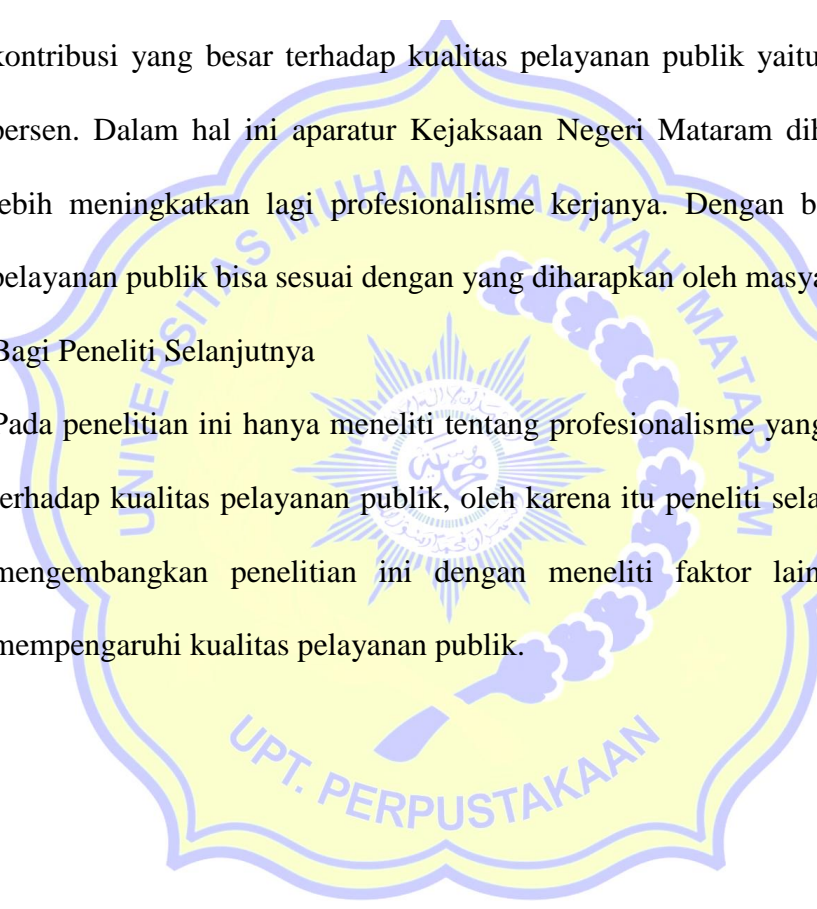 kontribusi yang besar terhadap kualitas pelayanan publik yaitu
persen. Dalam hal ini aparatur Kejaksaan Negeri Mataram dih
lebih meningkatkan lagi profesionalisme kerjanya. Dengan b
pelayanan publik bisa sesuai dengan yang diharapkan oleh masya
Bagi Peneliti Selanjutnya
Pada penelitian ini hanya meneliti tentang profesionalisme yang
terhadap kualitas pelayanan publik, oleh karena itu peneliti sela
mengembangkan penelitian ini dengan meneliti faktor lain
mempengaruhi kualitas pelayanan publik.
UNIVERSITAS MUHAMMADIYAH MATARAM
UPT. PERPUSTAKAAN